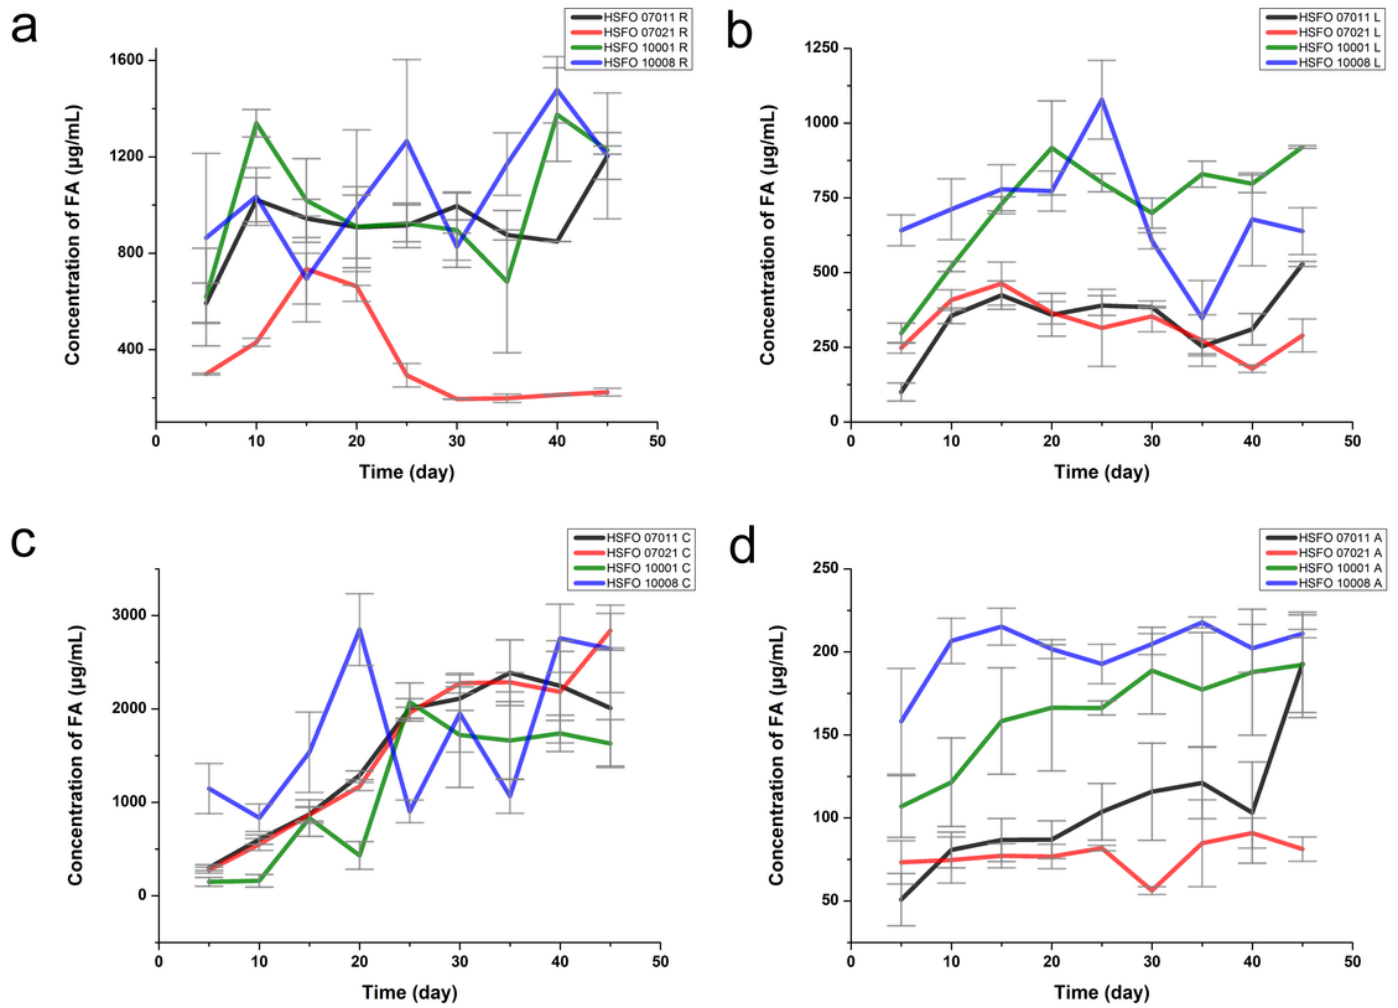 a
HSFO 07011 R
HSFO 07021 R
HSFO 10001 R
HSFO 10008 R
1600
1200
800
400
Concentration of FA (µg/mL)
0
10
20
30
40
50
Time (day)
b
HSFO 07011 L
HSFO 07021 L
HSFO 10001 L
HSFO 10008 L
1250
1000
750
500
250
0
Concentration of FA (µg/mL)
0
10
20
30
40
50
Time (day)
c
HSFO 07011 C
HSFO 07021 C
HSFO 10001 C
HSFO 10008 C
3000
2000
1000
0
Concentration of FA (µg/mL)
0
10
20
30
40
50
Time (day)
d
HSFO 07011 A
HSFO 07021 A
HSFO 10001 A
HSFO 10008 A
250
200
150
100
50
Concentration of FA (µg/mL)
0
10
20
30
40
50
Time (day)